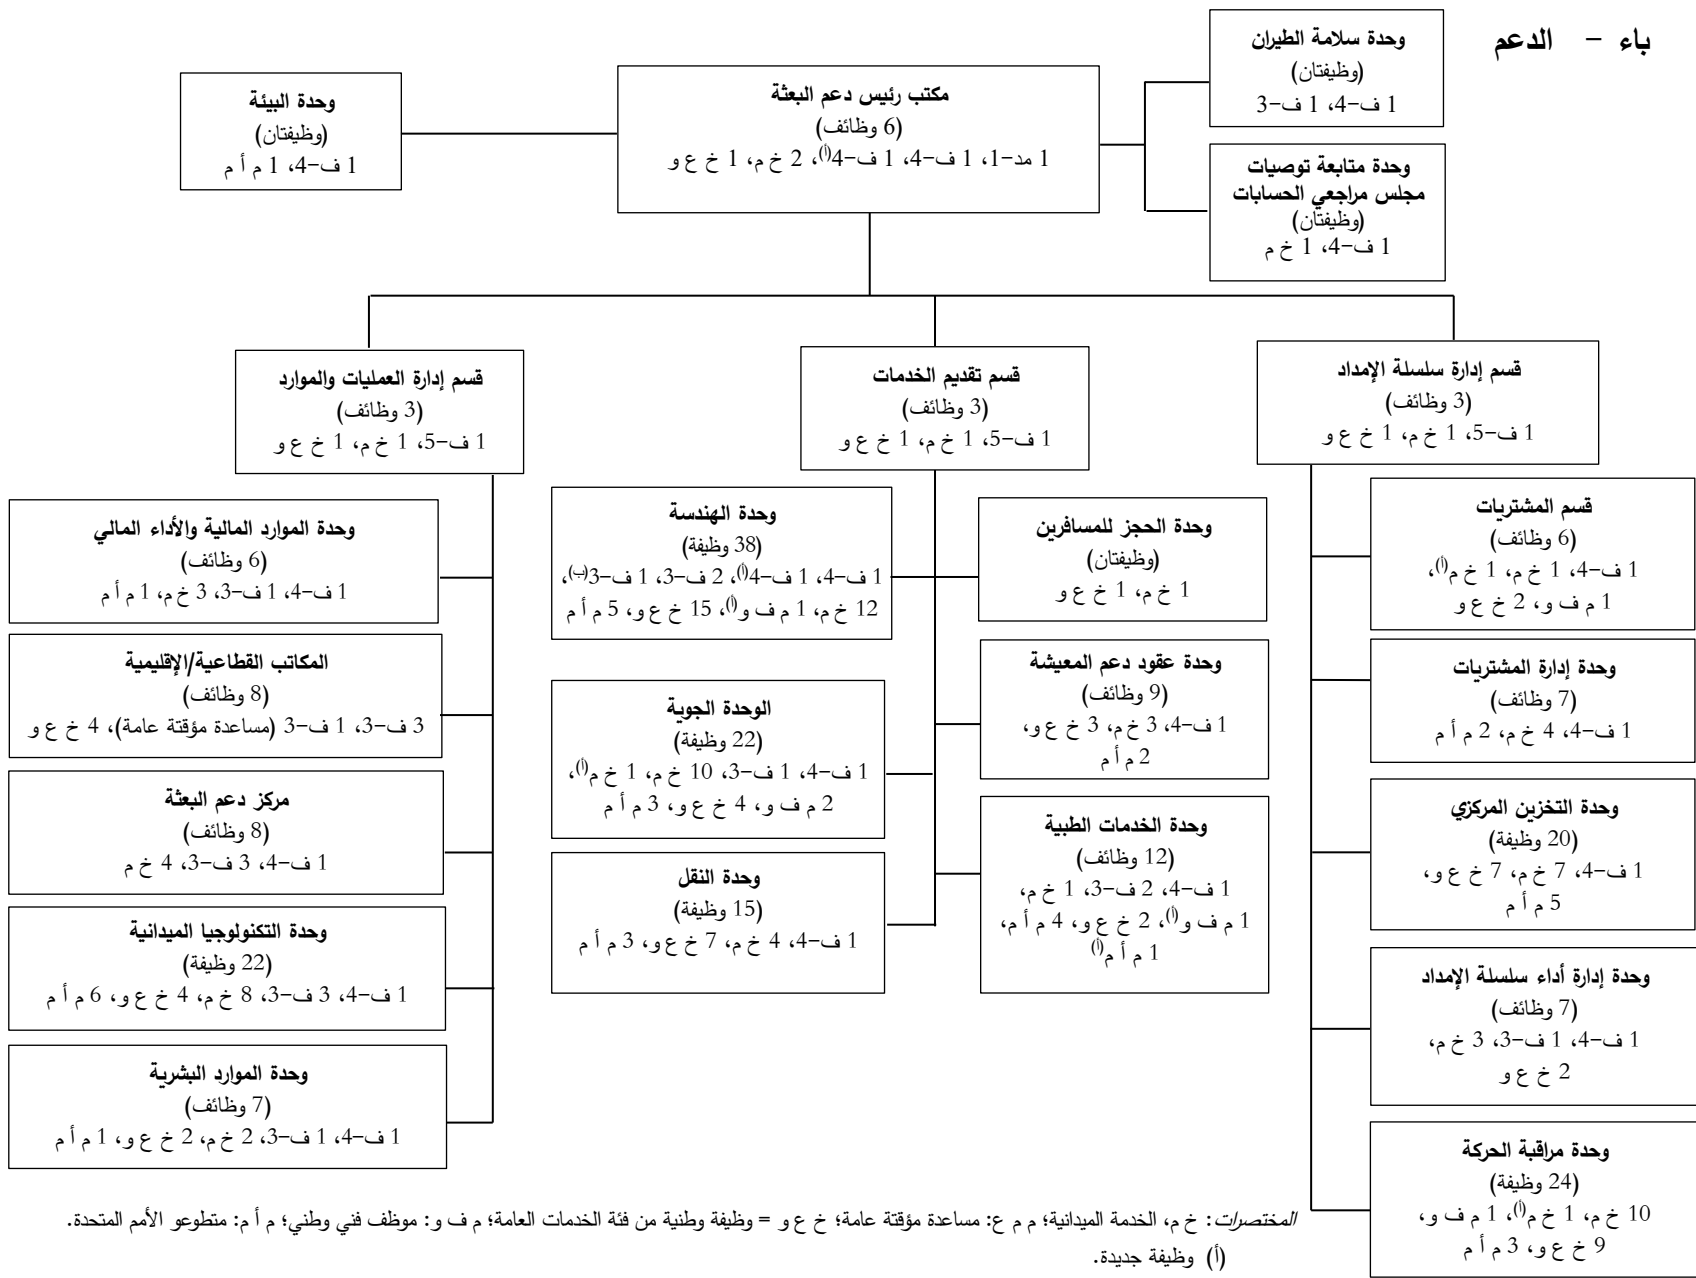 باء - الدعم
وحدة سلامة الطيران
(وظيفتان)
1 ف-4، 1 ف-3
مكتب رئيس دعم البعثة
(6 وظائف)
1 مد-1، 1 ف-4، 1 ف-4(أ)، 2 خ م، 1 خ ع و
وحدة البيئة
(وظيفتان)
1 ف-4، 1 م أ م
وحدة متابعة توصيات
مجلس مراجعي الحسابات
(وظيفتان)
1 ف-4، 1 خ م
قسم إدارة سلسلة الإمداد
(3 وظائف)
1 ف-5، 1 خ م، 1 خ ع و
قسم تقديم الخدمات
(3 وظائف)
1 ف-5، 1 خ م، 1 خ ع و
قسم إدارة العمليات والموارد
(3 وظائف)
1 ف-5، 1 خ م، 1 خ ع و
قسم المشتريات
(6 وظائف)
1 ف-4، 1 خ م، 1 خ م(أ)،
1 م ف و، 2 خ ع و
وحدة إدارة المشتريات
(7 وظائف)
1 ف-4، 4 خ م، 2 م أ م
وحدة التخزين المركزي
(20 وظيفة)
1 ف-4، 7 خ م، 7 خ ع و،
5 م أ م
وحدة إدارة أداء سلسلة الإمداد
(7 وظائف)
1 ف-4، 1 ف-3، 3 خ م،
2 خ ع و
وحدة مراقبة الحركة
(24 وظيفة)
10 خ م، 1 خ م(أ)، 1 م ف و،
9 خ ع و، 3 م أ م
وحدة الحجز للمسافرين
(وظيفتان)
1 خ م، 1 خ ع و
وحدة عقود دعم المعيشة
(9 وظائف)
1 ف-4، 3 خ م، 3 خ ع و،
2 م أ م
وحدة الخدمات الطبية
(12 وظائف)
1 ف-4، 2 ف-3، 1 خ م،
1 م ف و(أ)، 2 خ ع و، 4 م أ م،
1 م أ م(أ)
وحدة الهندسة
(38 وظيفة)
1 ف-4، 1 ف-4(أ)، 2 ف-3، 1 ف-3(ب)،
12 خ م، 1 م ف و(أ)، 15 خ ع و، 5 م أ م
الوحدة الجوية
(22 وظيفة)
1 ف-4، 1 ف-3، 10 خ م، 1 خ م(أ)،
2 م ف و، 4 خ ع و، 3 م أ م
وحدة النقل
(15 وظيفة)
1 ف-4، 4 خ م، 7 خ ع و، 3 م أ م
وحدة الموارد المالية والأداء المالي
(6 وظائف)
1 ف-4، 1 ف-3، 3 خ م، 1 م أ م
المكاتب القطاعية/الإقليمية
(8 وظائف)
3 ف-3، 1 ف-3 (مساعدة مؤقتة عامة)، 4 خ ع و
مركز دعم البعثة
(8 وظائف)
1 ف-4، 3 ف-3، 4 خ م
وحدة التكنولوجيا الميدانية
(22 وظيفة)
1 ف-4، 3 ف-3، 8 خ م، 4 خ ع و، 6 م أ م
وحدة الموارد البشرية
(7 وظائف)
1 ف-4، 1 ف-3، 2 خ م، 2 خ ع و، 1 م أ م
المختصرات: خ م، الخدمة الميدانية؛ م م ع: مساعدة مؤقتة عامة؛ خ ع و = وظيفة وطنية من فئة الخدمات العامة؛ م ف و: موظف فني وطني؛ م أ م: متطوعو الأمم المتحدة.
(أ) وظيفة جديدة.